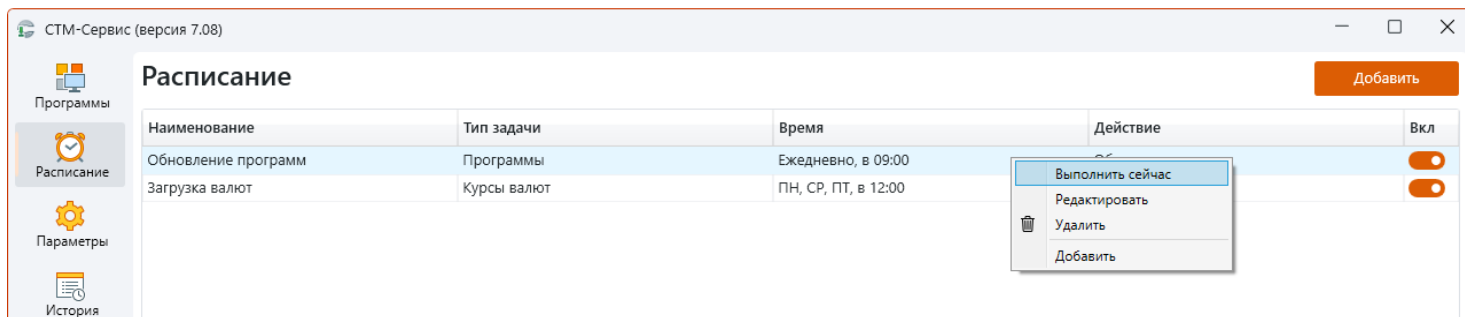 СТМ-Сервис (версия 7.08)
Программы
Расписание
Параметры
История
Расписание
Добавить
Наименование Тип задачи Время Действие Вкл
Обновление программ Программы Ежедневно, в 09:00
Загрузка валют Курсы валют ПН, СР, ПТ, в 12:00
Выполнить сейчас
Редактировать
Удалить
Добавить